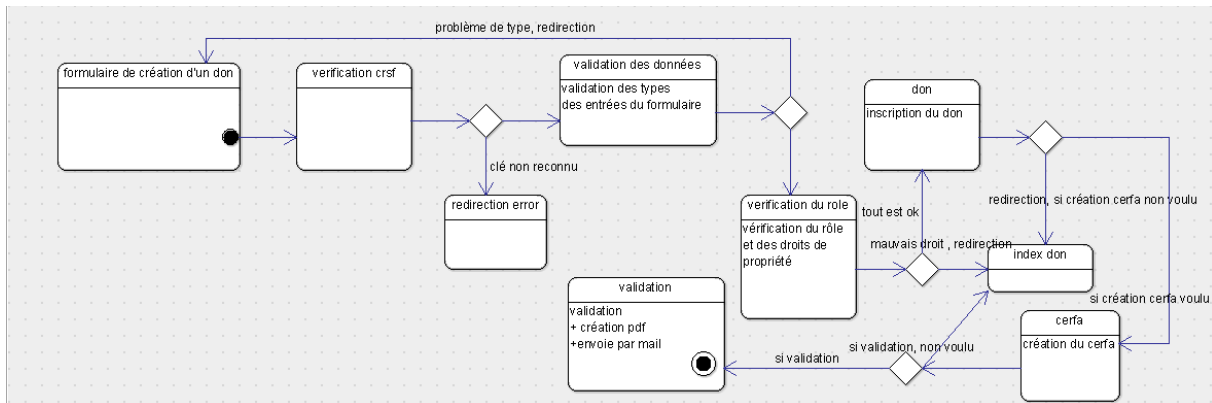 problème de type, redirection
formulaire de création d'un don
verification crsf
validation des données
validation des types
des entrées du formulaire
don
inscription du don
clé non reconnu
redirection error
verification du role
vérification du rôle
et des droits de
propriété
tout est ok
redirection, si création cerfa non voulu
mauvais droit , redirection
index don
validation
validation
+ création pdf
+envoie par mail
si création cerfa voulu
cerfa
création du cerfa
si validation, non voulu
si validation